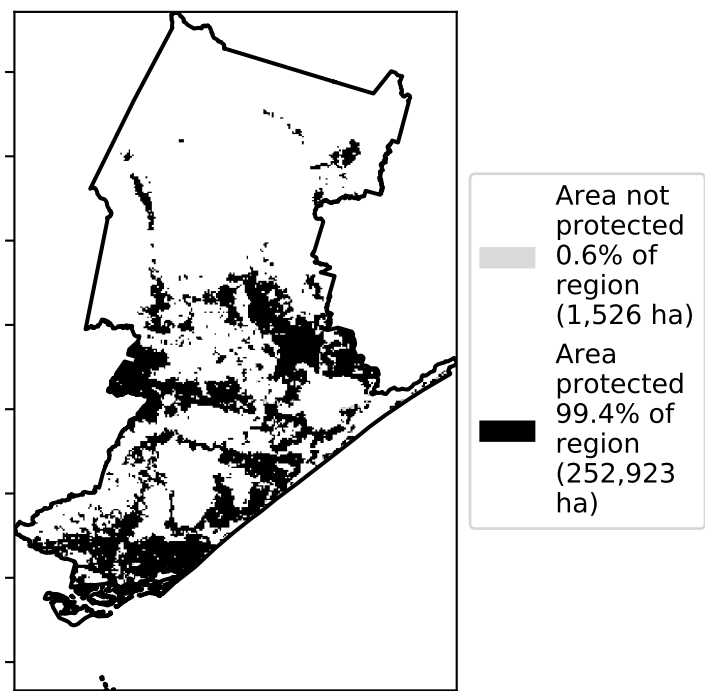 Area not
protected
0.6% of
region
(1,526 ha)
Area
protected
99.4% of
region
(252,923
ha)